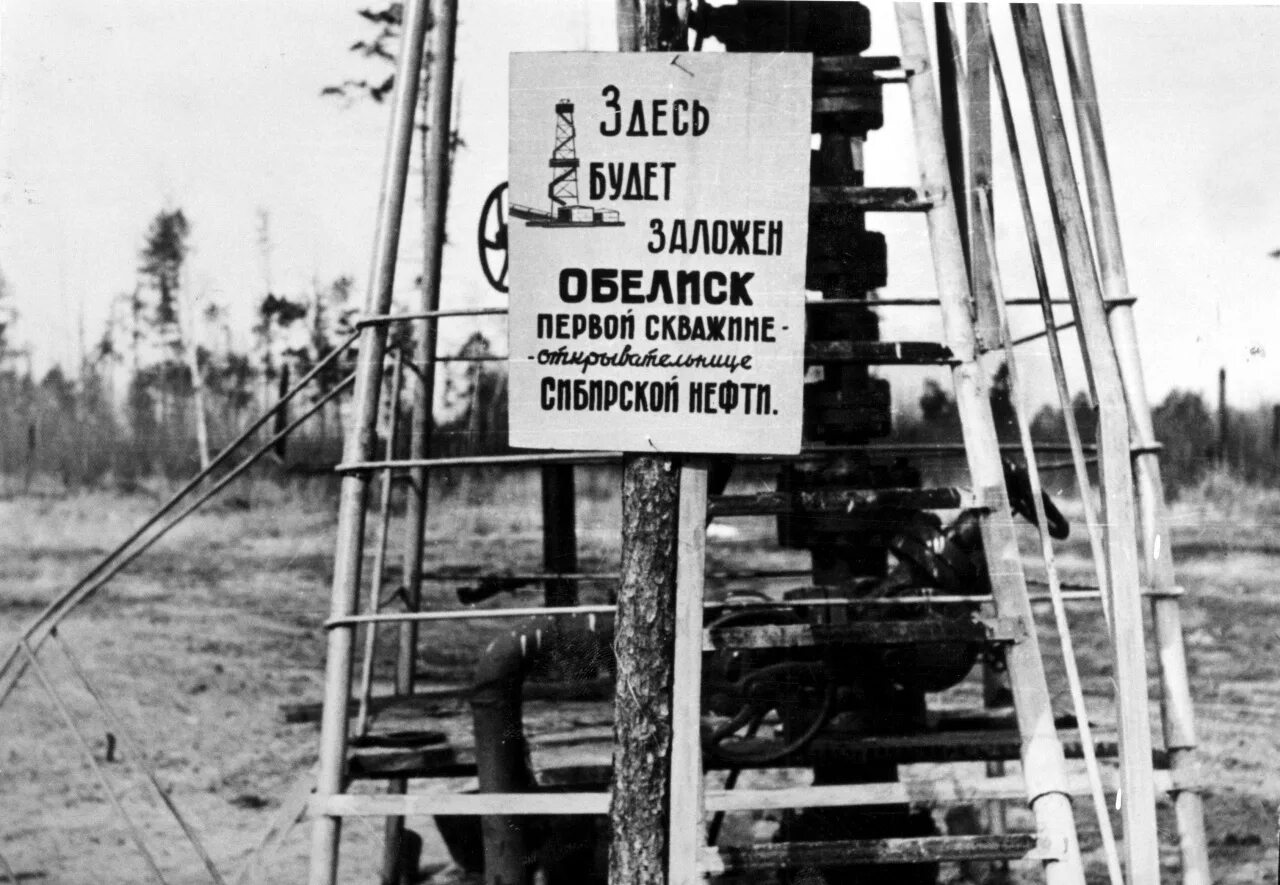 Здесь
будет
заложен
обелиск
первой скважине-
-открывательнице
Сибирской нефти.